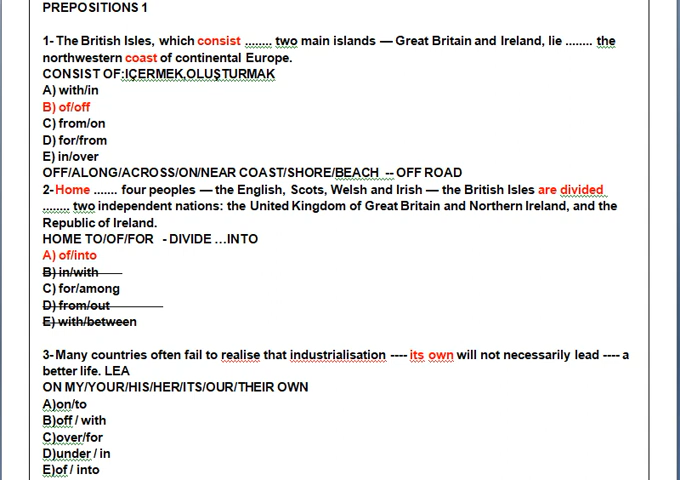 PREPOSITIONS 1
1- The British Isles, which consist ........ two main islands — Great Britain and Ireland, lie ........ the
northwestern coast of continental Europe.
CONSIST OF:İÇERMEK,OLUŞTURMAK
A) with/in
B) of/off
C) from/on
D) for/from
E) in/over
OFF/ALONG/ACROSS/ON/NEAR COAST/SHORE/BEACH -- OFF ROAD
2- Home ....... four peoples — the English, Scots, Welsh and Irish — the British Isles are divided
........ two independent nations: the United Kingdom of Great Britain and Northern Ireland, and the
Republic of Ireland.
HOME TO/OF/FOR - DIVIDE ...INTO
A) of/into
B) in/with
C) for/among
D) from/out
E) with/between
3- Many countries often fail to realise that industrialisation ---- its own will not necessarily lead ---- a
better life. LEA
ON MY/YOUR/HIS/HER/ITS/OUR/THEIR OWN
A)on/to
B)off / with
C)over/for
D)under / in
E)of / into